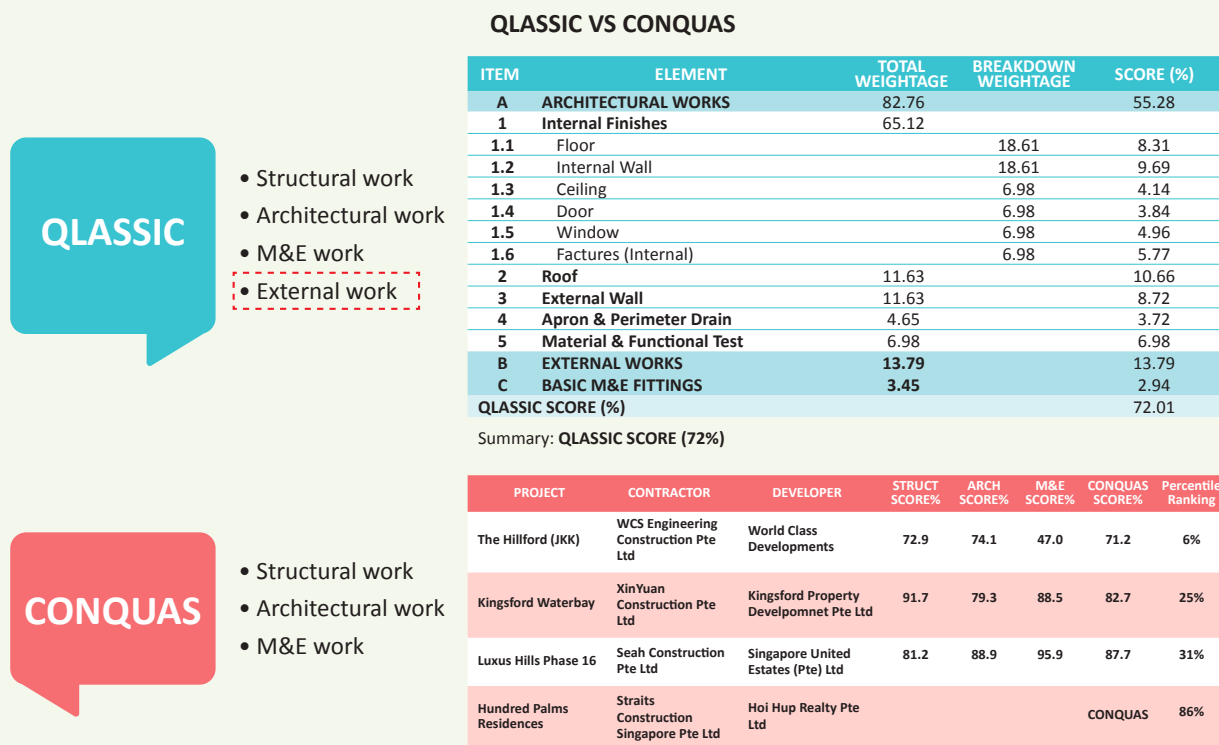 QLASSIC VS CONQUAS
QLASSIC
• Structural work
• Architectural work
• M&E work
• External work
ITEM ELEMENT TOTAL WEIGHTAGE BREAKDOWN WEIGHTAGE SCORE (%)
A ARCHITECTURAL WORKS 82.76 55.28
1 Internal Finishes 65.12
1.1 Floor 18.61 8.31
1.2 Internal Wall 18.61 9.69
1.3 Ceiling 6.98 4.14
1.4 Door 6.98 3.84
1.5 Window 6.98 4.96
1.6 Factures (Internal) 6.98 5.77
2 Roof 11.63 10.66
3 External Wall 11.63 8.72
4 Apron & Perimeter Drain 4.65 3.72
5 Material & Functional Test 6.98 6.98
B EXTERNAL WORKS 13.79 13.79
C BASIC M&E FITTINGS 3.45 2.94
QLASSIC SCORE (%) 72.01
Summary: QLASSIC SCORE (72%)
CONQUAS
• Structural work
• Architectural work
• M&E work
PROJECT CONTRACTOR DEVELOPER STRUCT SCORE% ARCH SCORE% M&E SCORE% CONQUAS SCORE% Percentile Ranking
The Hillford (JKK) WCS Engineering Construction Pte Ltd World Class Developments 72.9 74.1 47.0 71.2 6%
Kingsford Waterbay XinYuan Construction Pte Ltd Kingsford Property Develpomnet Pte Ltd 91.7 79.3 88.5 82.7 25%
Luxus Hills Phase 16 Seah Construction Pte Ltd Singapore United Estates (Pte) Ltd 81.2 88.9 95.9 87.7 31%
Hundred Palms Residences Straits Construction Singapore Pte Ltd Hoi Hup Realty Pte Ltd CONQUAS 86%